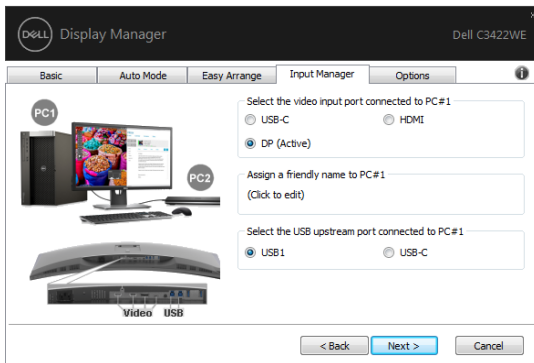 DELL Display Manager
Dell C3422WE
Basic Auto Mode Easy Arrange Input Manager Options
PC1
PC2
Video USB
Select the video input port connected to PC#1
USB-C HDMI
DP (Active)
Assign a friendly name to PC#1
(Click to edit)
Select the USB upstream port connected to PC#1
USB1 USB-C
< Back Next > Cancel